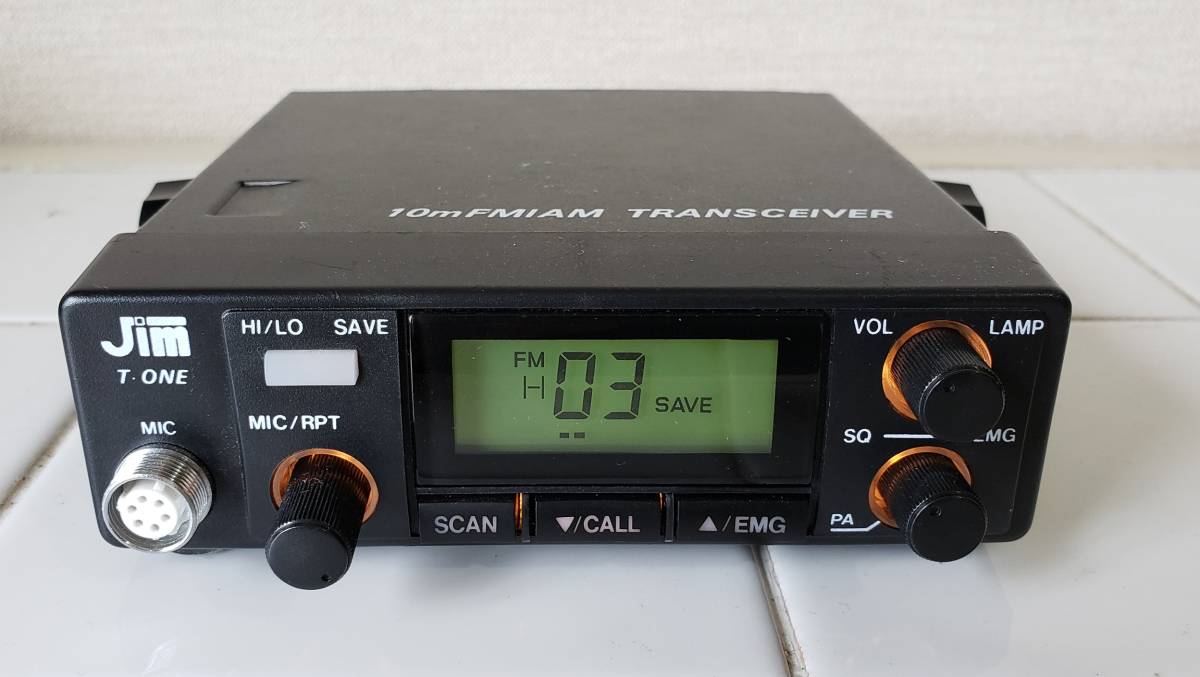 10mFM/AM TRANSCEIVER
Jim
T·ONE
MIC
HI/LO SAVE
MIC/RPT
FM
H 03 SAVE
SCAN ▼/CALL ▲/EMG
VOL LAMP
SQ EMG
PA